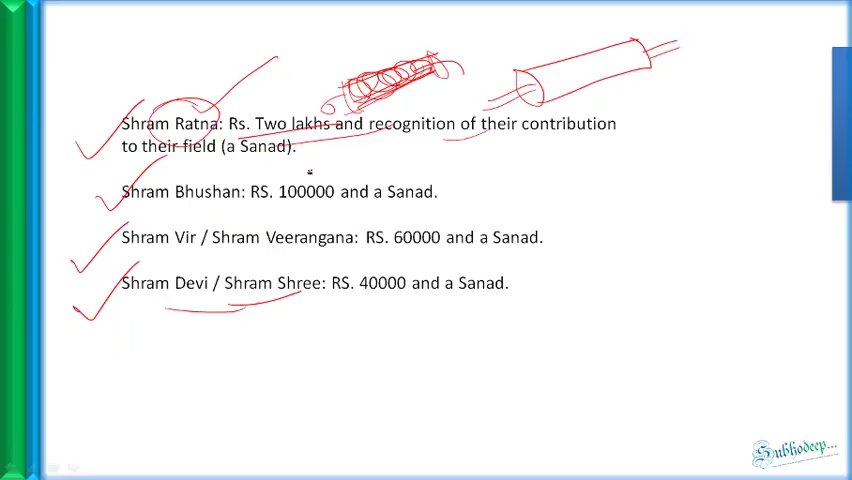 Shram Ratna: Rs. Two lakhs and recognition of their contribution
to their field (a Sanad).
Shram Bhushan: RS. 100000 and a Sanad.
Shram Vir / Shram Veerangana: RS. 60000 and a Sanad.
Shram Devi / Shram Shree: RS. 40000 and a Sanad.
Subhodeep...